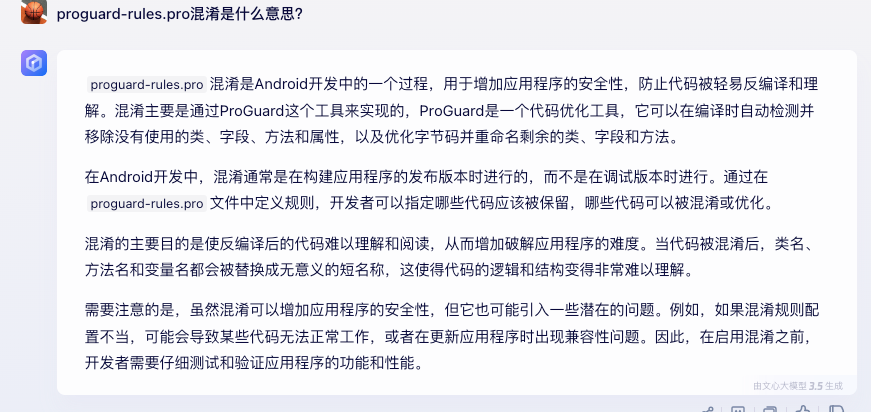 proguard-rules.pro混淆是什么意思?
proguard-rules.pro 混淆是Android开发中的一个过程，用于增加应用程序的安全性，防止代码被轻易反编译和理
解。混淆主要是通过ProGuard这个工具来实现的，ProGuard是一个代码优化工具，它可以在编译时自动检测并
移除没有使用的类、字段、方法和属性，以及优化字节码并重命名剩余的类、字段和方法。
在Android开发中，混淆通常是在构建应用程序的发布版本时进行的，而不是在调试版本时进行。通过在
proguard-rules.pro 文件中定义规则，开发者可以指定哪些代码应该被保留，哪些代码可以被混淆或优化。
混淆的主要目的是使反编译后的代码难以理解和阅读，从而增加破解应用程序的难度。当代码被混淆后，类名、
方法名和变量名都会被替换成无意义的短名称，这使得代码的逻辑和结构变得非常难以理解。
需要注意的是，虽然混淆可以增加应用程序的安全性，但它也可能引入一些潜在的问题。例如，如果混淆规则配
置不当，可能会导致某些代码无法正常工作，或者在更新应用程序时出现兼容性问题。因此，在启用混淆之前，
开发者需要仔细测试和验证应用程序的功能和性能。
由文心大模型 3.5 生成